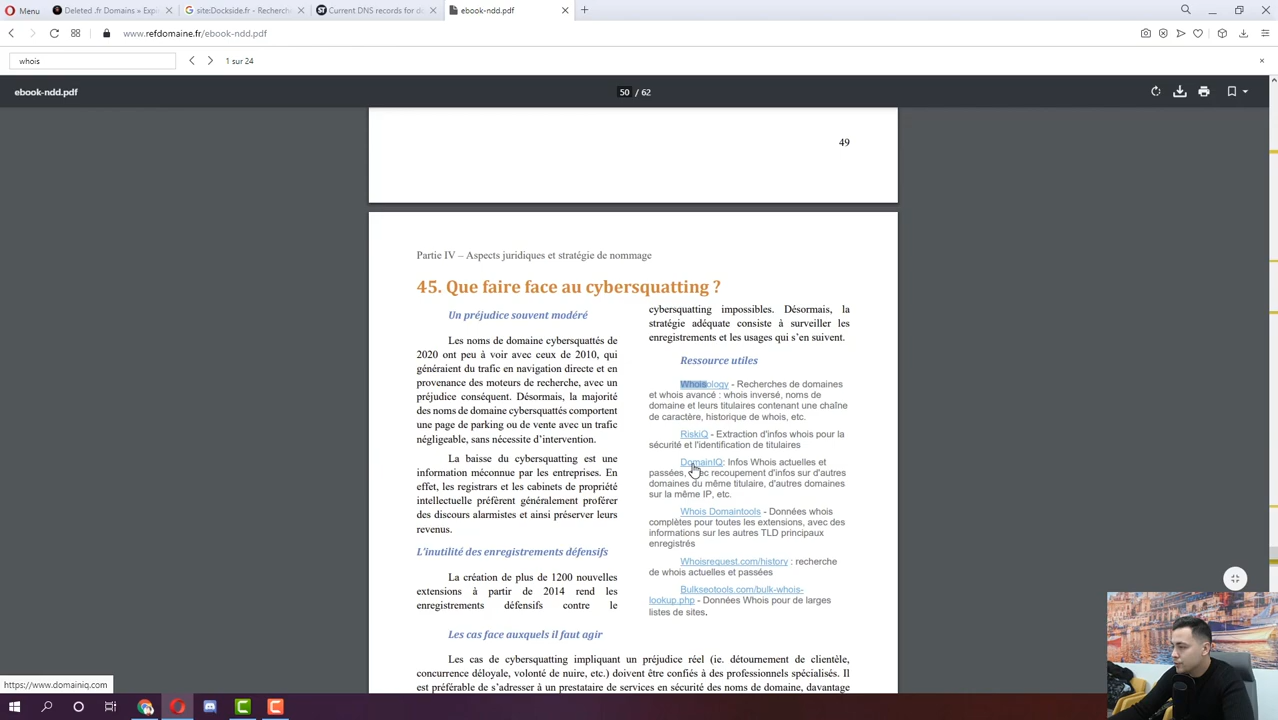 Menu
Deleted .fr Domains » Expi
site:Dockside.fr - Recherch
Current DNS records for d
ebook-ndd.pdf
www.refdomaine.fr/ebook-ndd.pdf
whois
1 sur 24
ebook-ndd.pdf
50 / 62
49
Partie IV – Aspects juridiques et stratégie de nommage
45. Que faire face au cybersquatting ?
Un préjudice souvent modéré
Les noms de domaine cybersquattés de
2020 ont peu à voir avec ceux de 2010, qui
généraient du trafic en navigation directe et en
provenance des moteurs de recherche, avec un
préjudice conséquent. Désormais, la majorité
des noms de domaine cybersquattés comportent
une page de parking ou de vente avec un trafic
négligeable, sans nécessite d'intervention.
La baisse du cybersquatting est une
information méconnue par les entreprises. En
effet, les registrars et les cabinets de propriété
intellectuelle préfèrent généralement proférer
des discours alarmistes et ainsi préserver leurs
revenus.
L'inutilité des enregistrements défensifs
La création de plus de 1200 nouvelles
extensions à partir de 2014 rend les
enregistrements défensifs contre le
cybersquatting impossibles. Désormais, la
stratégie adéquate consiste à surveiller les
enregistrements et les usages qui s'en suivent.
Ressource utiles
Whoisology - Recherches de domaines
et whois avancé : whois inversé, noms de
domaine et leurs titulaires contenant une chaîne
de caractère, historique de whois, etc.
RiskiQ - Extraction d'infos whois pour la
sécurité et l'identification de titulaires
DomainIQ: Infos Whois actuelles et
passées, avec recoupement d'infos sur d'autres
domaines du même titulaire, d'autres domaines
sur la même IP, etc.
Whois Domaintools - Données whois
complètes pour toutes les extensions, avec des
informations sur les autres TLD principaux
enregistrés
Whoisrequest.com/history : recherche
de whois actuelles et passées
Bulkseotools.com/bulk-whois-
lookup.php - Données Whois pour de larges
listes de sites.
Les cas face auxquels il faut agir
Les cas de cybersquatting impliquant un préjudice réel (ie. détournement de clientèle,
concurrence déloyale, volonté de nuire, etc.) doivent être confiés à des professionnels spécialisés. Il
est préférable de s'adresser à un prestataire de services en sécurité des noms de domaine, davantage
https://www.domainiq.com